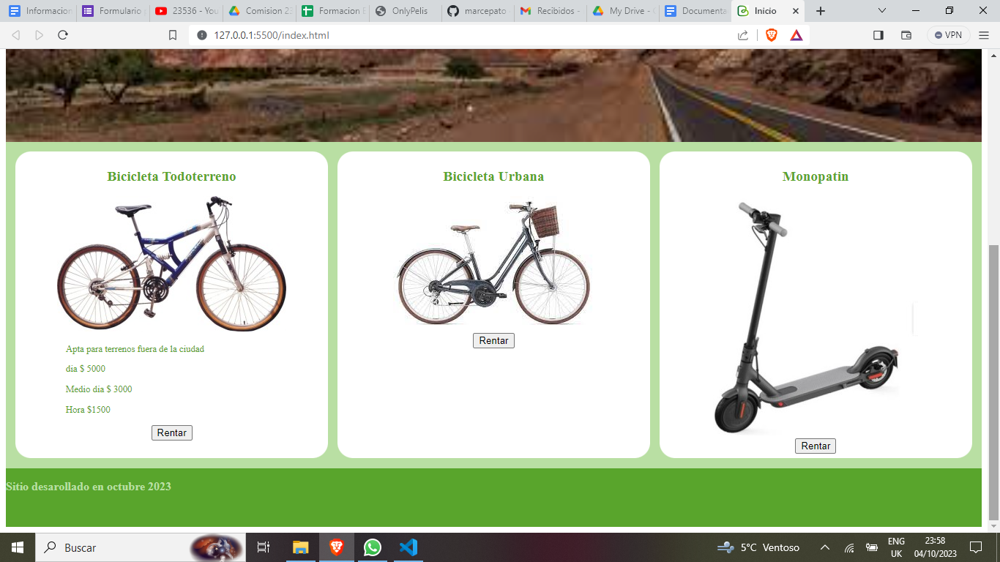 Informacion
Formulario
23536 - You
Comision 23
Formacion E
OnlyPelis
marcepato
Recibidos -
My Drive - 
Documenta
Inicio
127.0.0.1:5500/index.html
VPN
Bicicleta Todoterreno
Apta para terrenos fuera de la ciudad
dia $ 5000
Medio dia $ 3000
Hora $1500
Rentar
Bicicleta Urbana
Rentar
Monopatin
Rentar
Sitio desarollado en octubre 2023
Buscar
5°C Ventoso
ENG
UK
23:58
04/10/2023